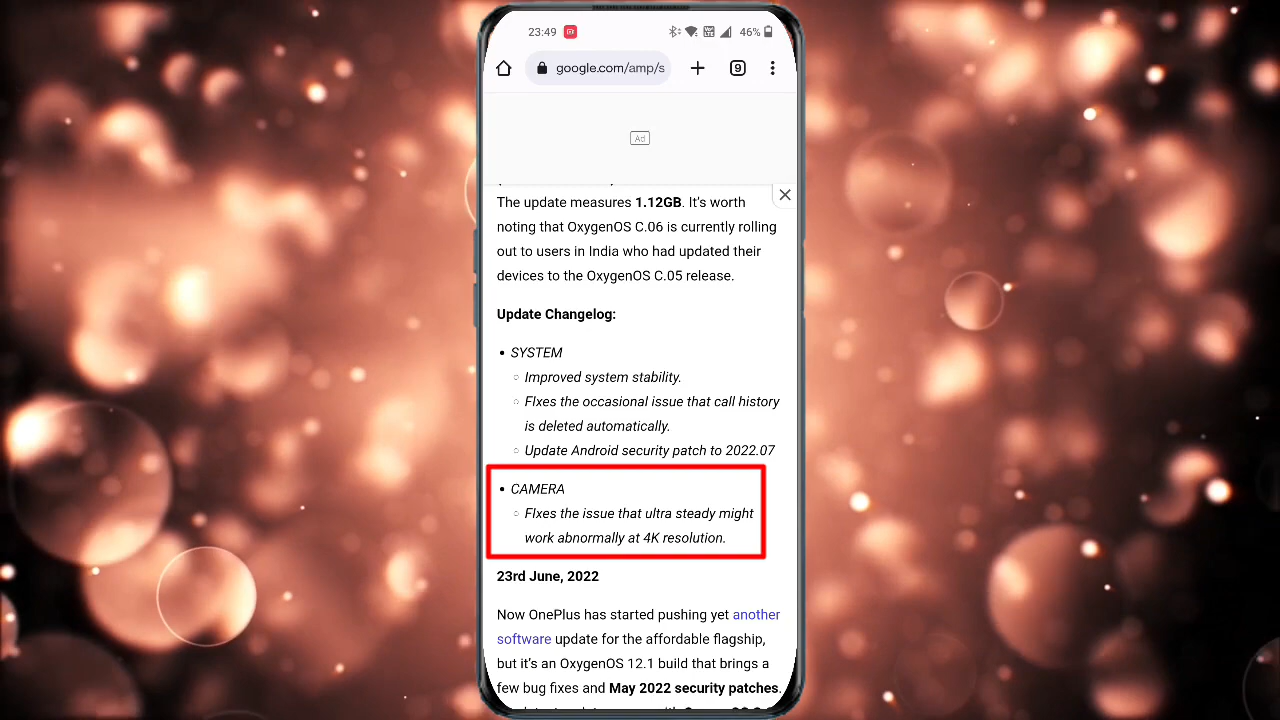 23:49
46%
google.com/amp/s
9
Ad
The update measures 1.12GB. It's worth
noting that OxygenOS C.06 is currently rolling
out to users in India who had updated their
devices to the OxygenOS C.05 release.
Update Changelog:
• SYSTEM
○ Improved system stability.
○ FIxes the occasional issue that call history
is deleted automatically.
○ Update Android security patch to 2022.07
• CAMERA
○ FIxes the issue that ultra steady might
work abnormally at 4K resolution.
23rd June, 2022
Now OnePlus has started pushing yet another
software update for the affordable flagship,
but it's an OxygenOS 12.1 build that brings a
few bug fixes and May 2022 security patches.